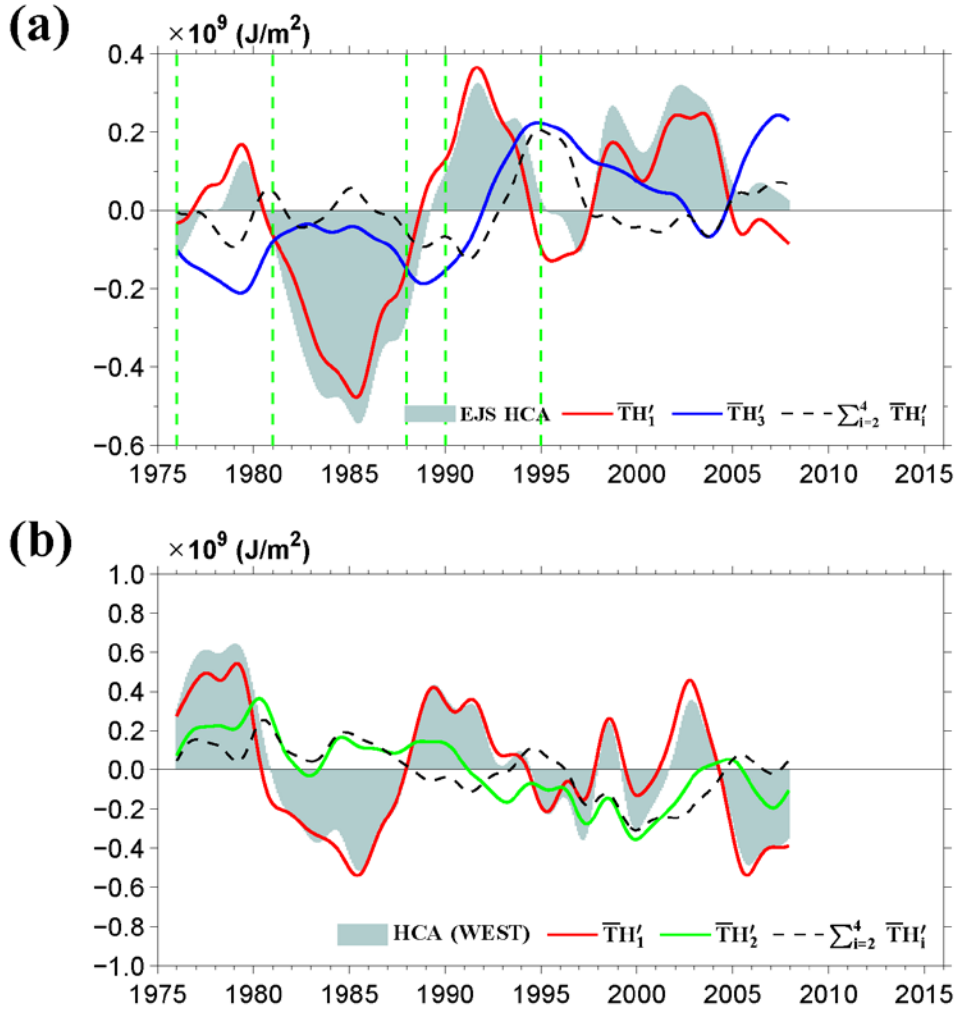 (a)
×10⁹ (J/m²)
0.4
0.2
0.0
−0.2
−0.4
−0.6
EJS HCA T̅H′₁ T̅H′₃ ∑⁴ᵢ₌₂ T̅H′ᵢ
1975 1980 1985 1990 1995 2000 2005 2010 2015
(b)
×10⁹ (J/m²)
1.0
0.8
0.6
0.4
0.2
0.0
−0.2
−0.4
−0.6
−0.8
−1.0
HCA (WEST) T̅H′₁ T̅H′₂ ∑⁴ᵢ₌₂ T̅H′ᵢ
1975 1980 1985 1990 1995 2000 2005 2010 2015